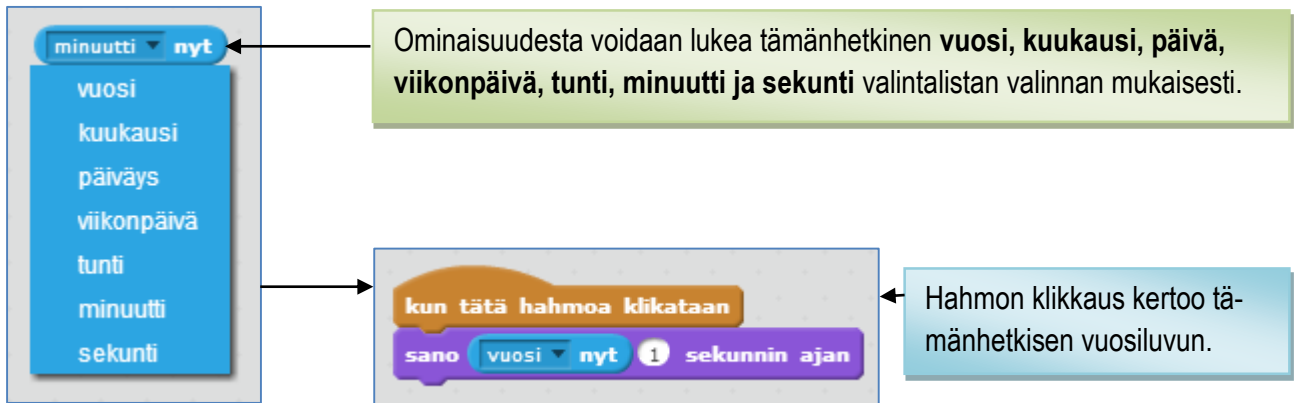 minuutti nyt
vuosi
kuukausi
päiväys
viikonpäivä
tunti
minuutti
sekunti
Ominaisuudesta voidaan lukea tämänhetkinen vuosi, kuukausi, päivä,
viikonpäivä, tunti, minuutti ja sekunti valintalistan valinnan mukaisesti.
kun tätä hahmoa klikataan
sano vuosi nyt 1 sekunnin ajan
Hahmon klikkaus kertoo tä-
mänhetkisen vuosiluvun.